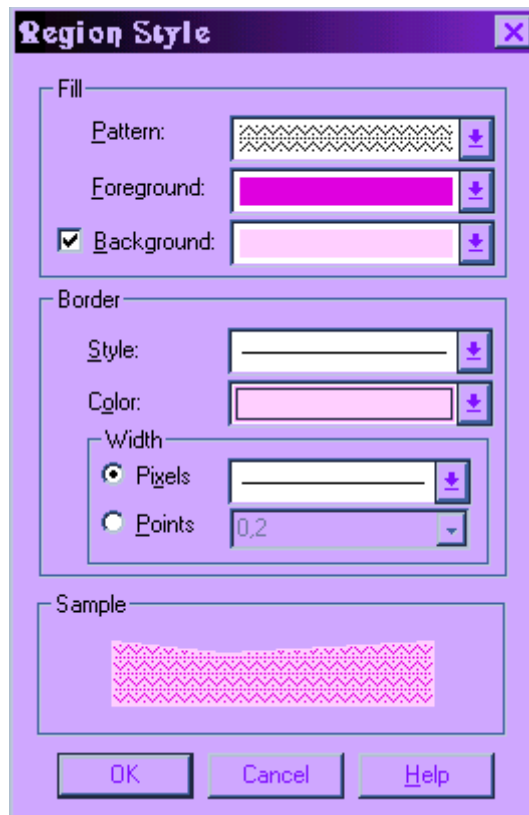 Region Style
Fill
Pattern:
Foreground:
Background:
Border
Style:
Color:
Width
Pixels
Points
0,2
Sample
OK Cancel Help